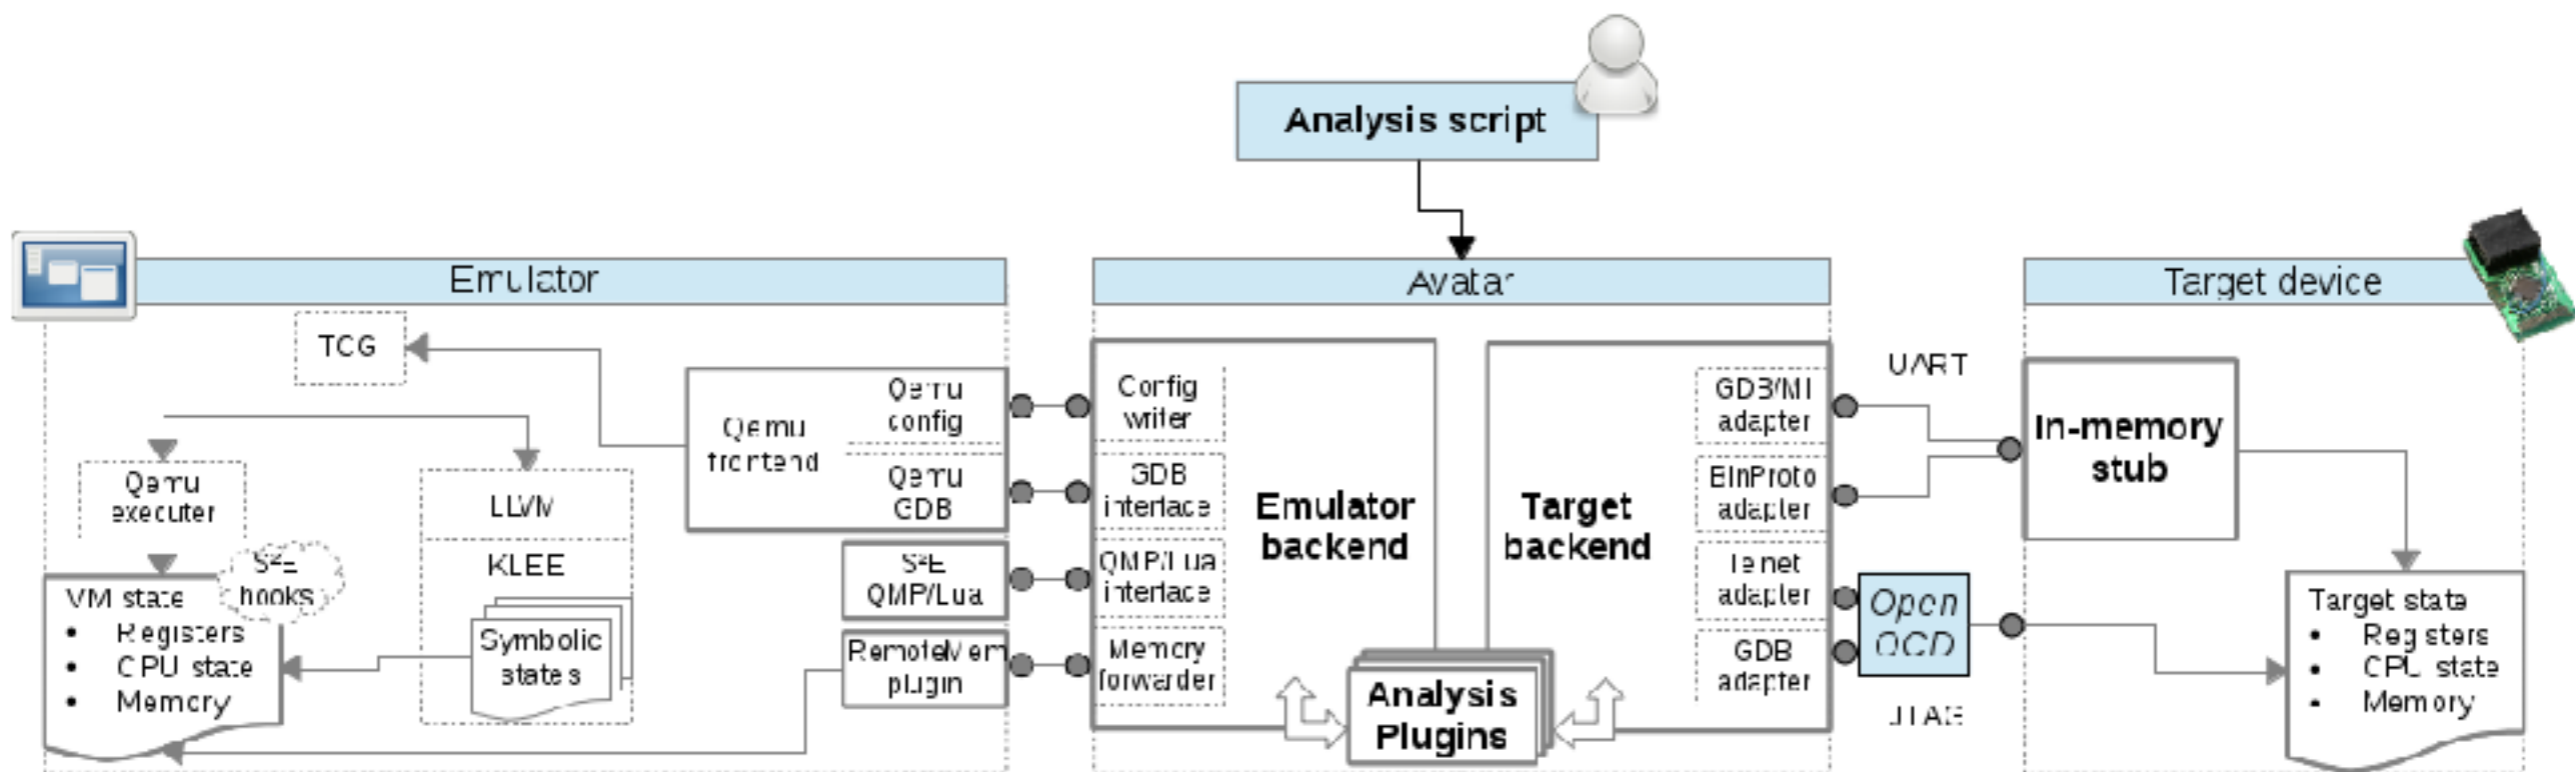 Analysis script
Emulator
Avatar
Target device
TCG
Qemu
frontend
Qemu
config
Qemu
GDB
Qemu
executer
LLVM
KLEE
Symbolic
states
S²E
hooks
VM state
• Registers
• CPU state
• Memory
S²E
QMP/Lua
RemoteMem
plugin
Config
writer
GDB
interface
QMP/Lua
interface
Memory
forwarder
Emulator
backend
Target
backend
Analysis
Plugins
GDB/MI
adapter
BinProto
adapter
Telnet
adapter
GDB
adapter
UART
Open
OCD
JTAG
In-memory
stub
Target state
• Registers
• CPU state
• Memory